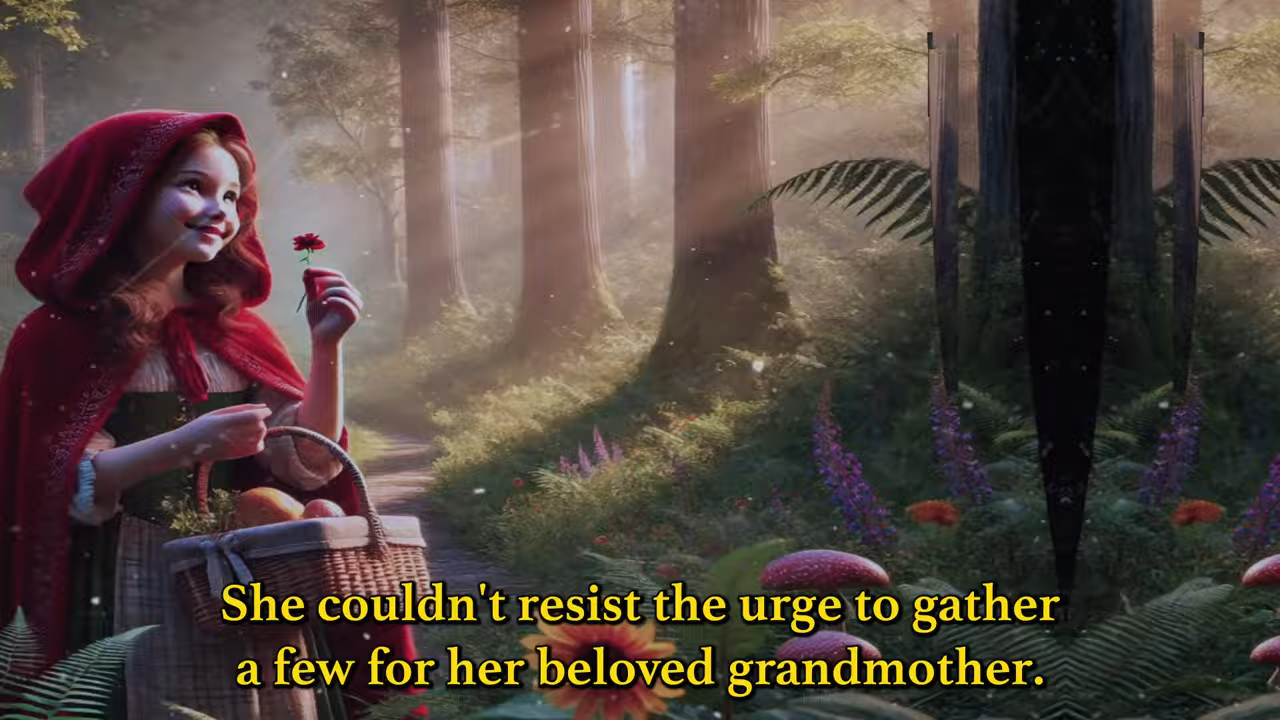 She couldn't resist the urge to gather
a few for her beloved grandmother.